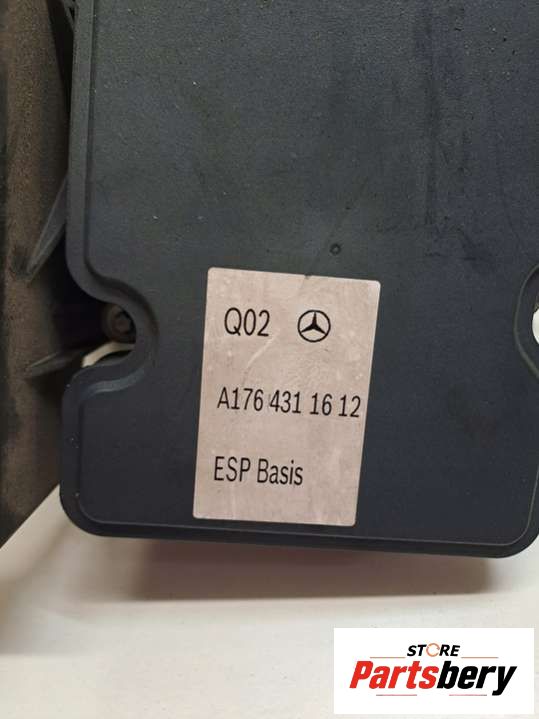 Q02
A176 431 16 12
ESP Basis
STORE
Partsbery